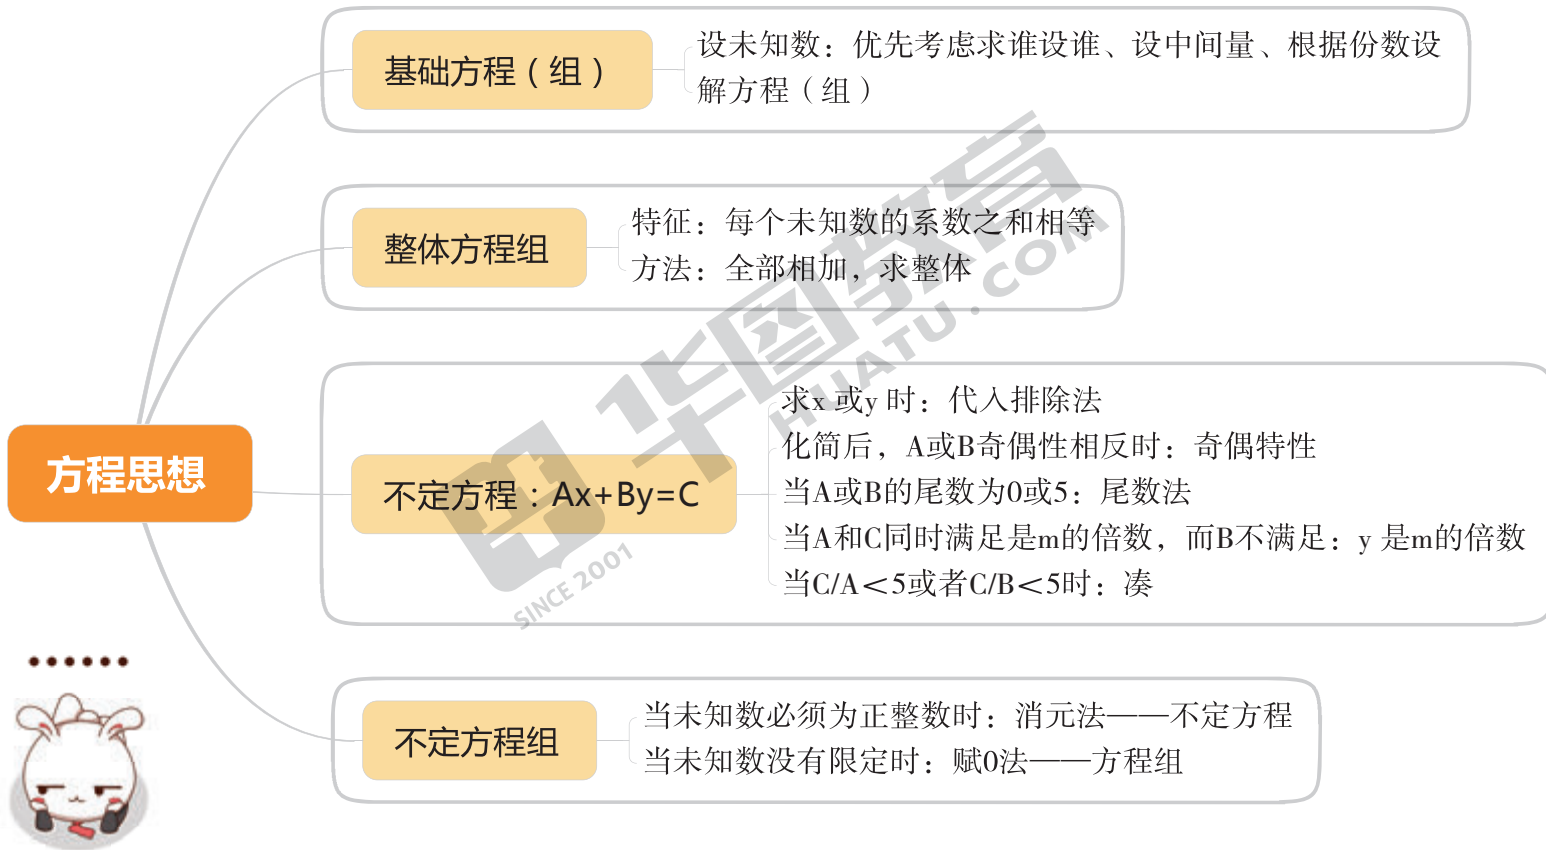 基础方程（组）
设未知数：优先考虑求谁设谁、设中间量、根据份数设
解方程（组）
整体方程组
特征：每个未知数的系数之和相等
方法：全部相加，求整体
方程思想
不定方程：Ax+By=C
求x 或y 时：代入排除法
化简后，A或B奇偶性相反时：奇偶特性
当A或B的尾数为0或5：尾数法
当A和C同时满足是m的倍数，而B不满足：y 是m的倍数
当C/A＜5或者C/B＜5时：凑
不定方程组
当未知数必须为正整数时：消元法——不定方程
当未知数没有限定时：赋0法——方程组
华图教育
HUATU.COM
SINCE 2001